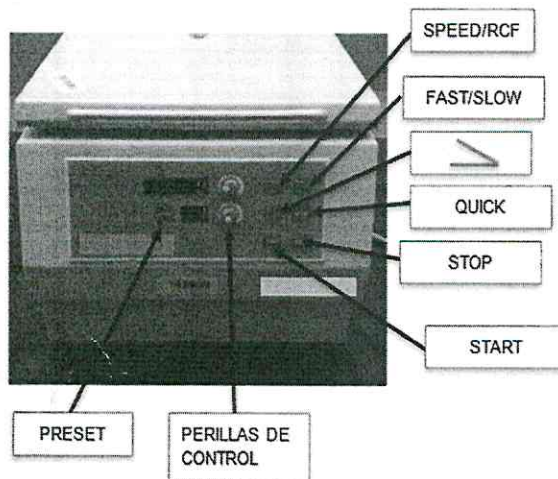 SPEED/RCF
FAST/SLOW
QUICK
STOP
START
PRESET
PERILLAS DE
CONTROL